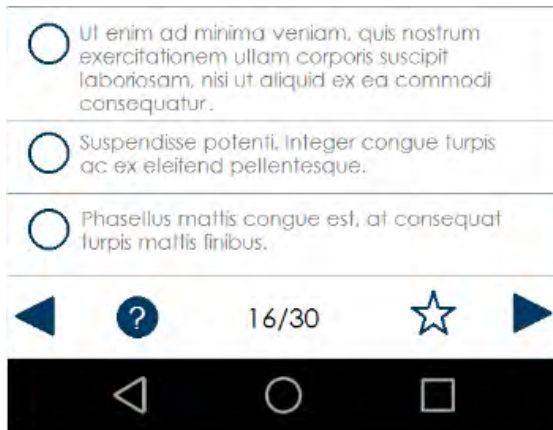 Ut enim ad minima veniam, quis nostrum
exercitationem ullam corporis suscipit
laboriosam, nisi ut aliquid ex ea commodi
consequatur.
Suspendisse potenti. Integer congue turpis
ac ex eleifend pellentesque.
Phasellus mattis congue est, at consequat
turpis mattis finibus.
?
16/30